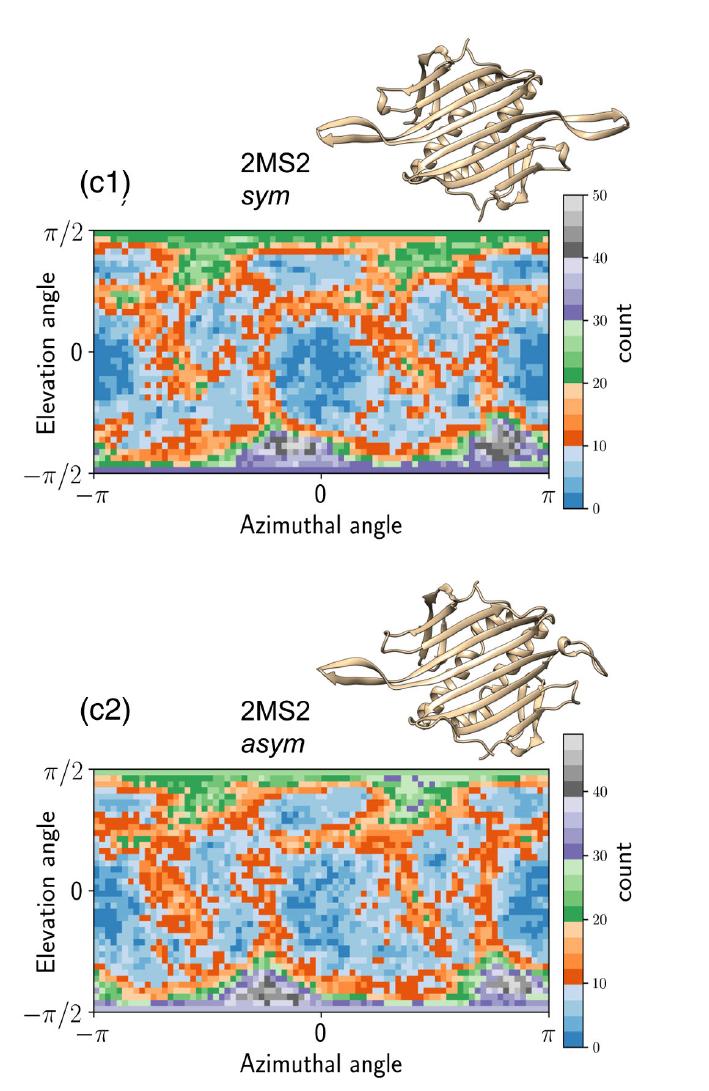 (c1)
2MS2
sym
π/2
0
−π/2
Elevation angle
−π
0
π
Azimuthal angle
50
40
30
20
10
0
count
(c2)
2MS2
asym
π/2
0
−π/2
Elevation angle
−π
0
π
Azimuthal angle
40
30
20
10
0
count